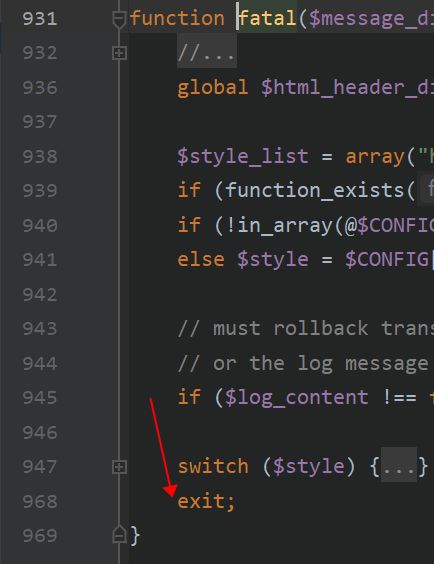 931 function fatal($message_di
932 //...
936 global $html_header_di
937
938 $style_list = array("h
939 if (function_exists( f
940 if (!in_array(@$CONFIG
941 else $style = $CONFIG[
942
943 // must rollback trans
944 // or the log message
945 if ($log_content !== f
946
947 switch ($style) {...}
968 exit;
969 }